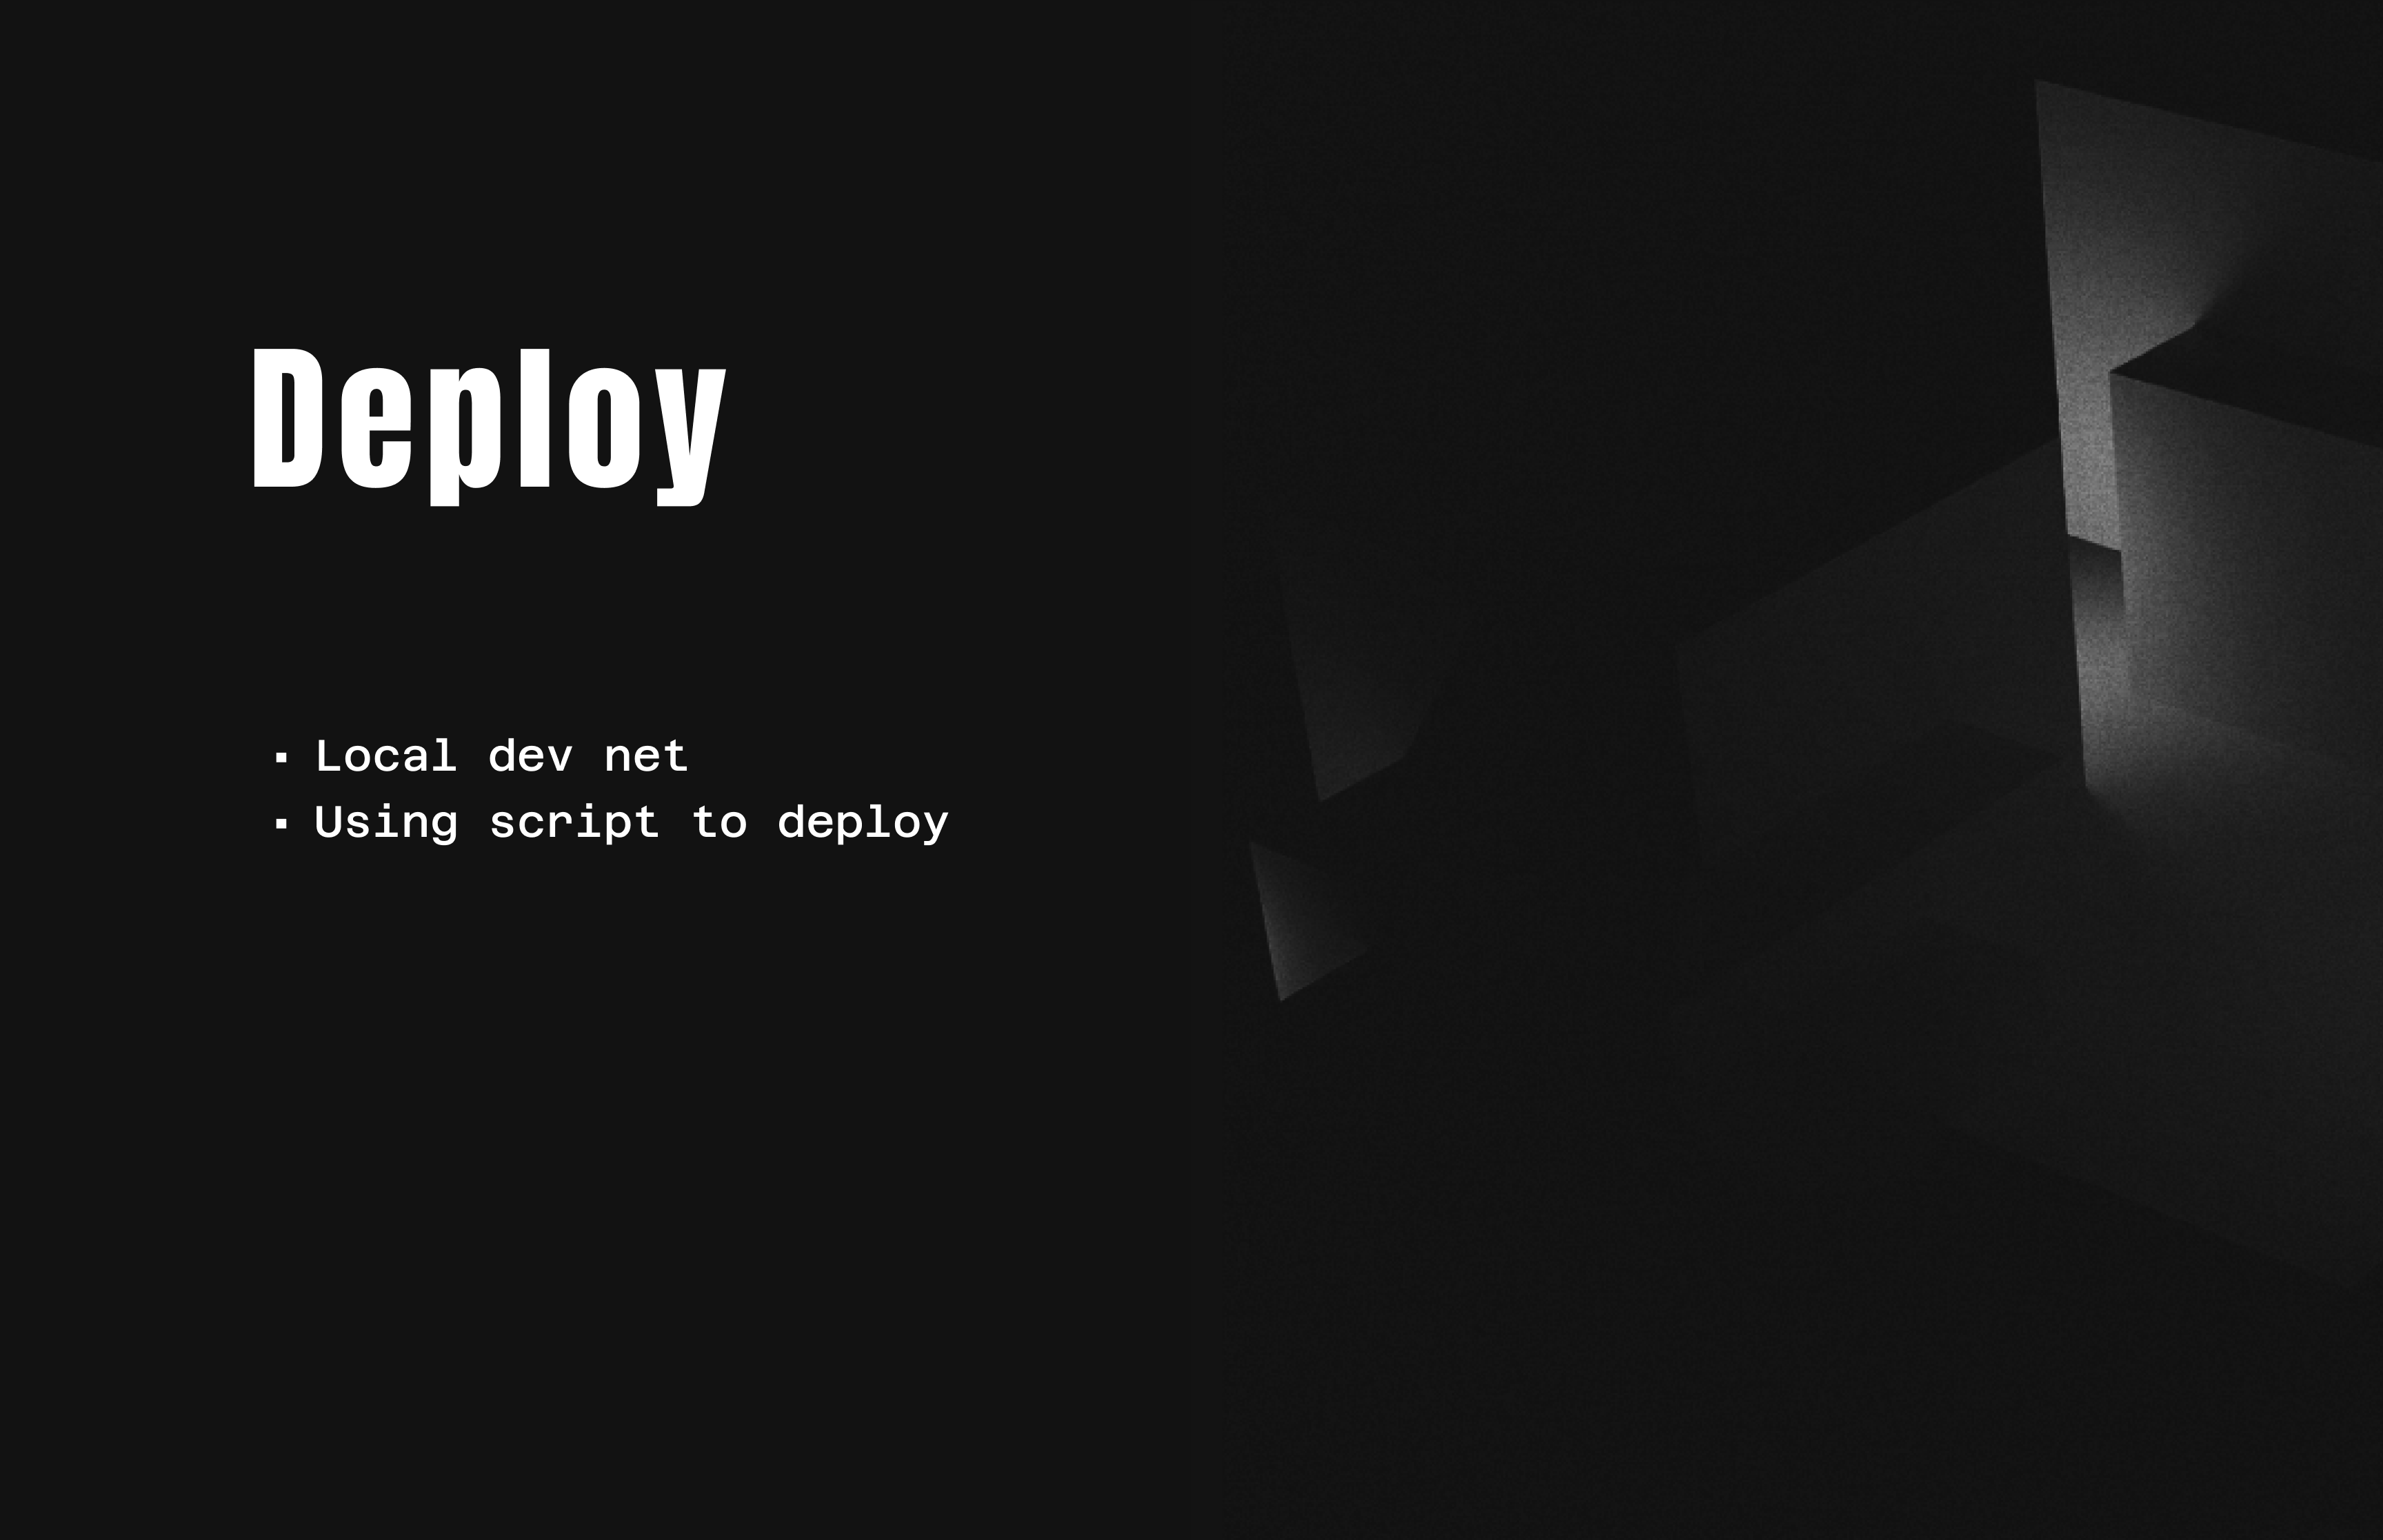 Deploy
▪ Local dev net
▪ Using script to deploy